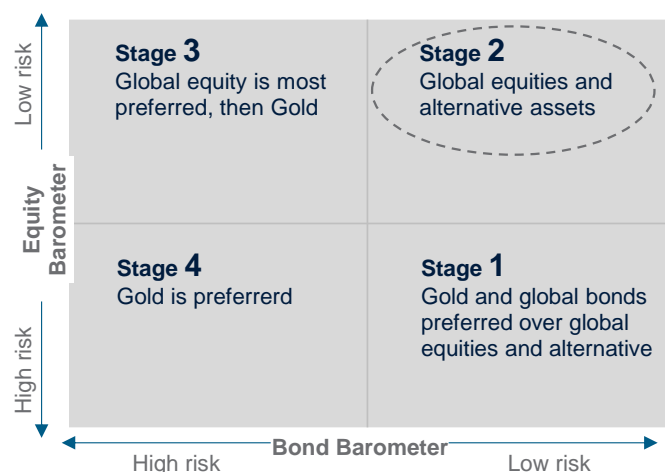 Low risk
Equity
Barometer
High risk
Stage 3
Global equity is most
preferred, then Gold
Stage 2
Global equities and
alternative assets
Stage 4
Gold is preferrerd
Stage 1
Gold and global bonds
preferred over global
equities and alternative
Bond Barometer
High risk
Low risk